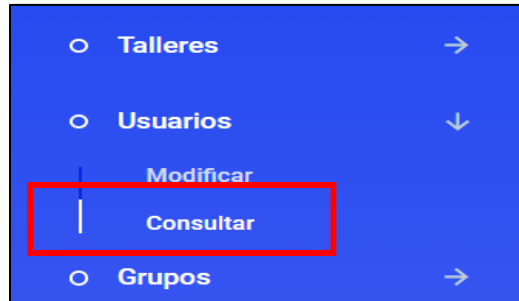 Talleres
Usuarios
Modificar
Consultar
Grupos